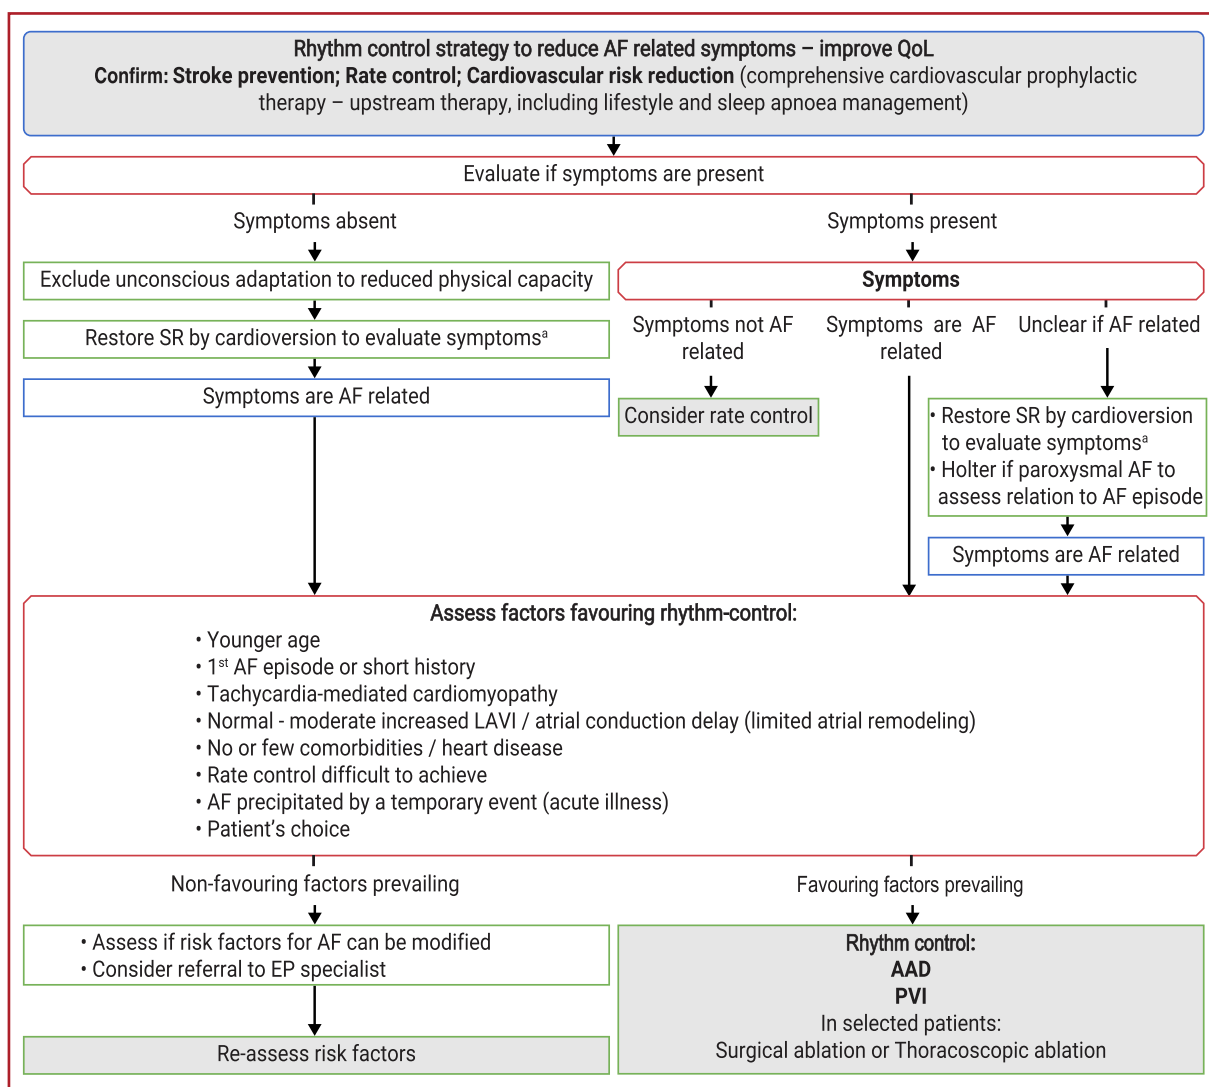 Rhythm control strategy to reduce AF related symptoms – improve QoL
Confirm: Stroke prevention; Rate control; Cardiovascular risk reduction (comprehensive cardiovascular prophylactic
therapy – upstream therapy, including lifestyle and sleep apnoea management)
Evaluate if symptoms are present
Symptoms absent
Symptoms present
Exclude unconscious adaptation to reduced physical capacity
Restore SR by cardioversion to evaluate symptomsᵃ
Symptoms are AF related
Symptoms
Symptoms not AF
related
Consider rate control
Symptoms are AF
related
Unclear if AF related
• Restore SR by cardioversion
to evaluate symptomsᵃ
• Holter if paroxysmal AF to
assess relation to AF episode
Symptoms are AF related
Assess factors favouring rhythm-control:
• Younger age
• 1ˢᵗ AF episode or short history
• Tachycardia-mediated cardiomyopathy
• Normal - moderate increased LAVI / atrial conduction delay (limited atrial remodeling)
• No or few comorbidities / heart disease
• Rate control difficult to achieve
• AF precipitated by a temporary event (acute illness)
• Patient’s choice
Non-favouring factors prevailing
• Assess if risk factors for AF can be modified
• Consider referral to EP specialist
Re-assess risk factors
Favouring factors prevailing
Rhythm control:
AAD
PVI
In selected patients:
Surgical ablation or Thoracoscopic ablation